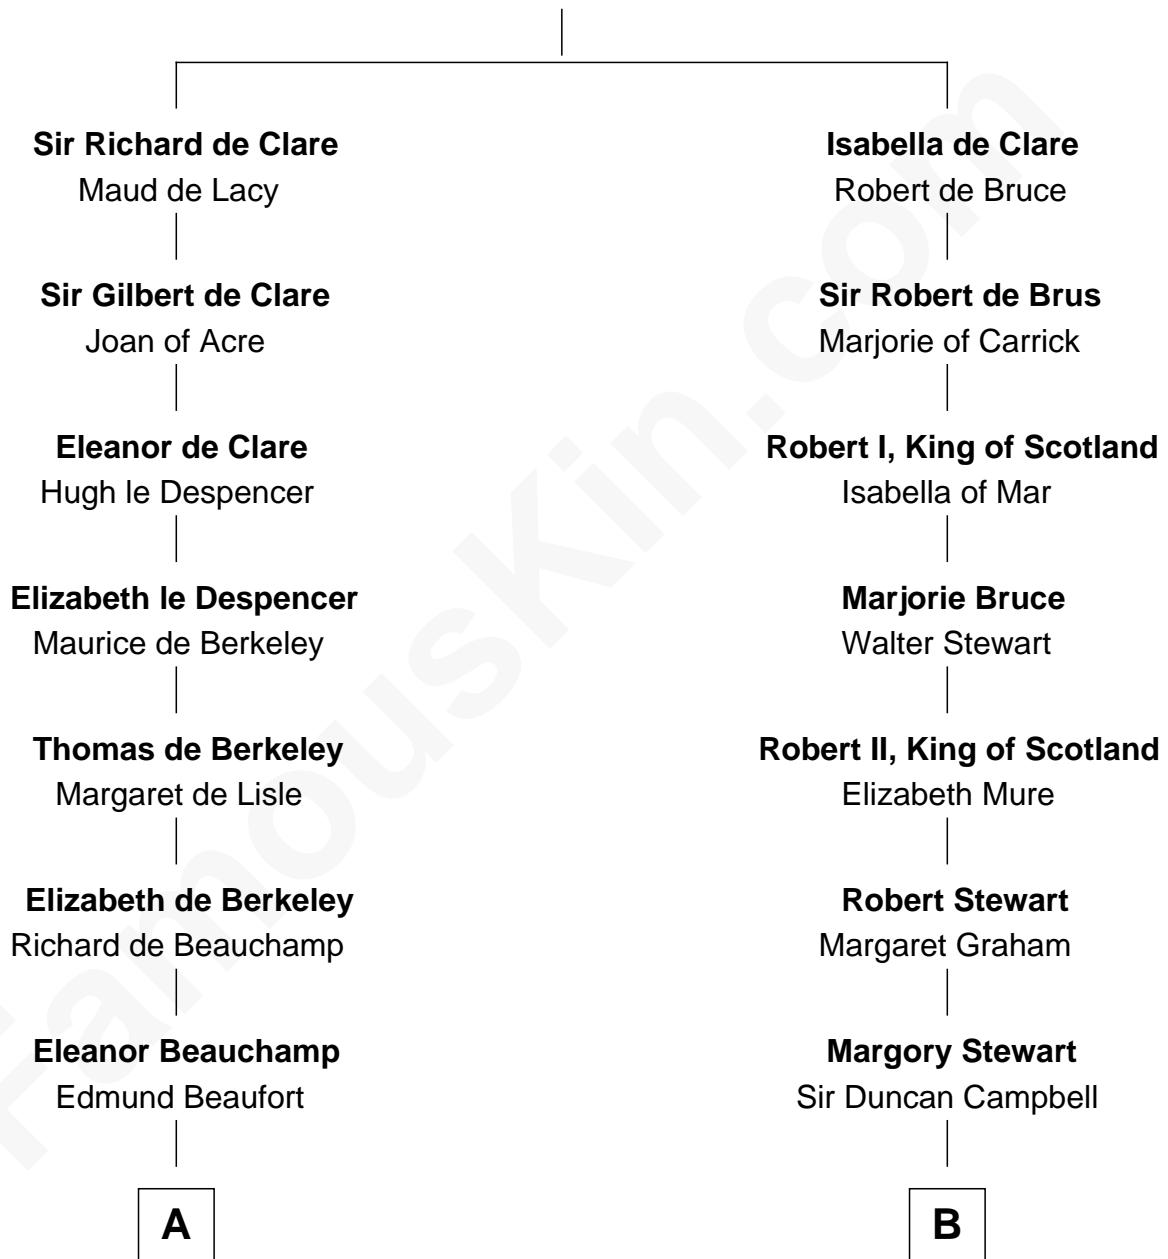 Sir Richard de Clare
Maud de Lacy
Sir Gilbert de Clare
Joan of Acre
Eleanor de Clare
Hugh le Despencer
Elizabeth le Despencer
Maurice de Berkeley
Thomas de Berkeley
Margaret de Lisle
Elizabeth de Berkeley
Richard de Beauchamp
Eleanor Beauchamp
Edmund Beaufort
A
Isabella de Clare
Robert de Bruce
Sir Robert de Brus
Marjorie of Carrick
Robert I, King of Scotland
Isabella of Mar
Marjorie Bruce
Walter Stewart
Robert II, King of Scotland
Elizabeth Mure
Robert Stewart
Margaret Graham
Margory Stewart
Sir Duncan Campbell
B
FamousKin.com